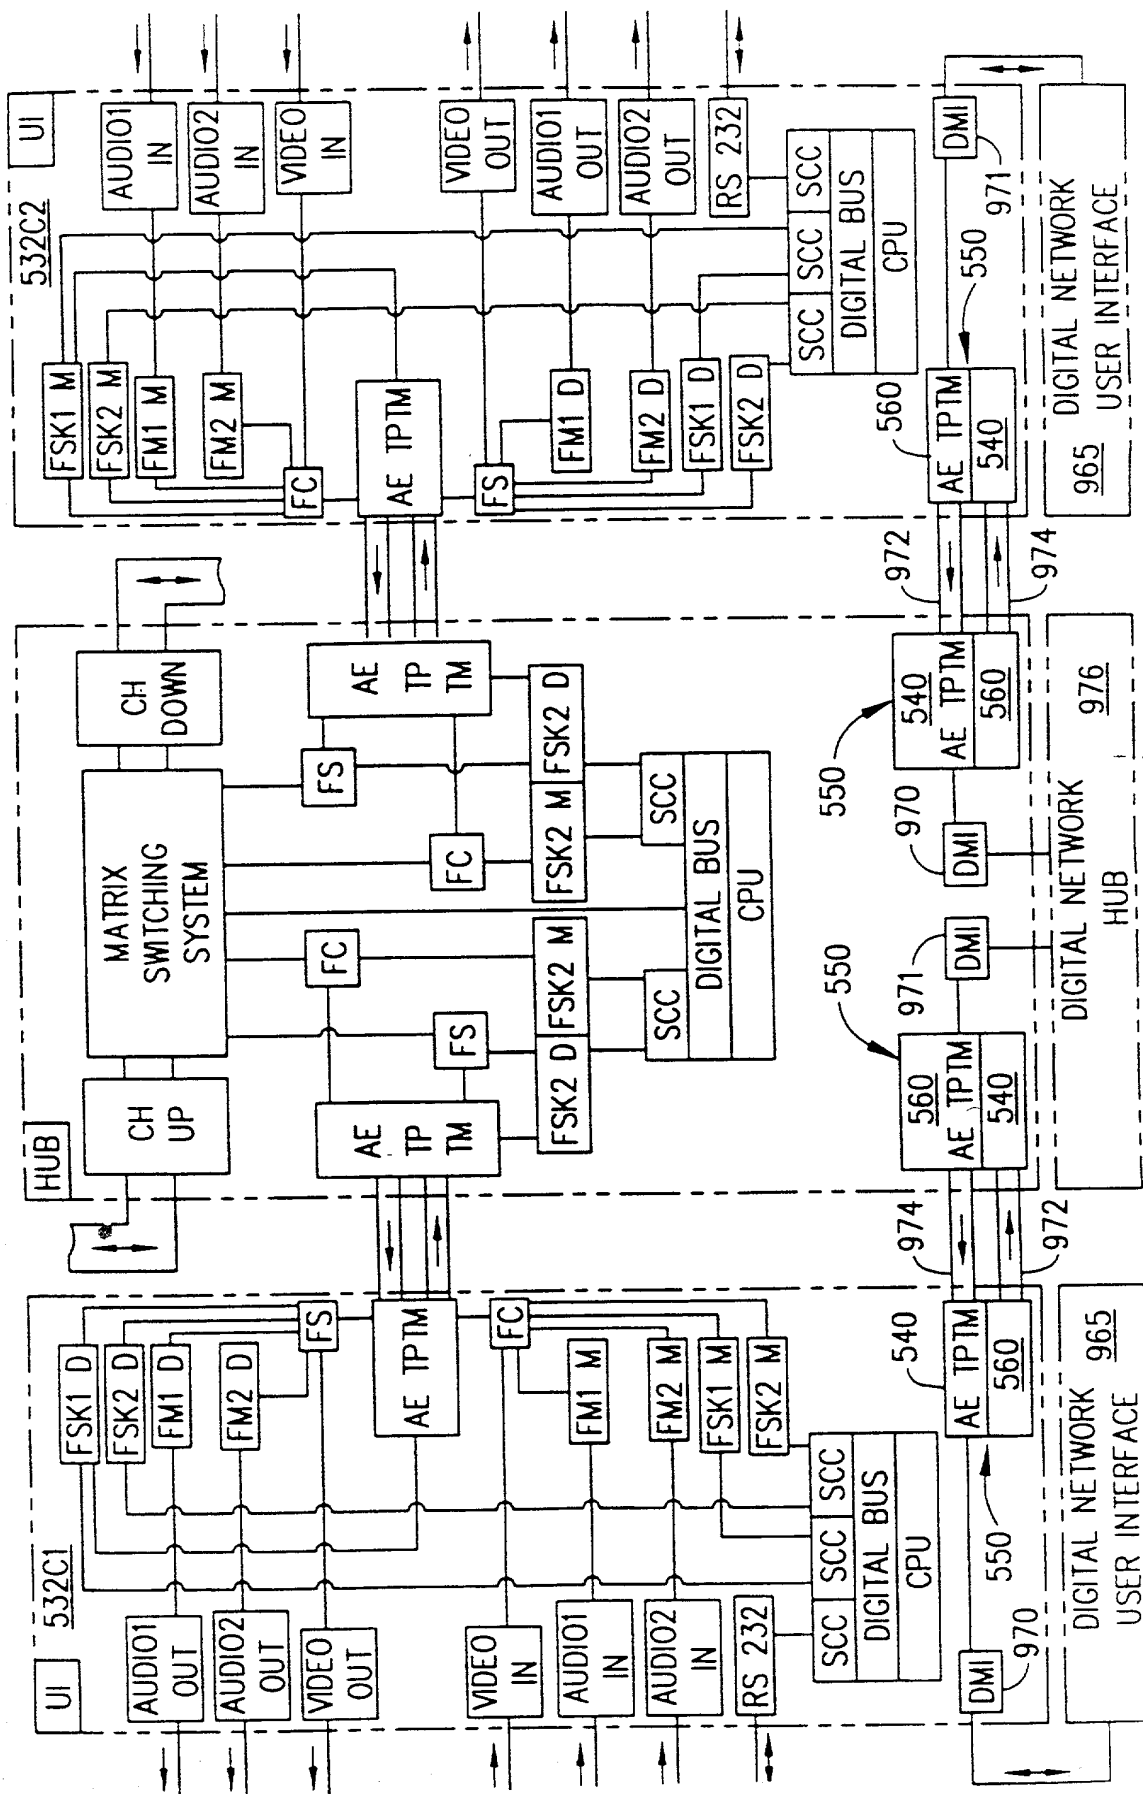 UI
532C1
AUDIO1
OUT
AUDIO2
OUT
VIDEO
OUT
VIDEO
IN
AUDIO1
IN
AUDIO2
IN
RS 232
FSK1 D
FSK2 D
FM1 D
FM2 D
FS
AE TPTM
FC
FM1 M
FM2 M
FSK1 M
FSK2 M
SCC
SCC
SCC
DIGITAL BUS
CPU
DMI
970
550
540
AE TPTM
560
974
972
DIGITAL NETWORK
USER INTERFACE
965
HUB
CH
UP
MATRIX
SWITCHING
SYSTEM
CH
DOWN
AE
TP
TM
FS
FC
FSK2 D
FSK2 M
SCC
FS
FC
AE
TP
TM
FSK2 M
FSK2 D
SCC
DIGITAL BUS
CPU
550
560
AE TPTM
540
971
DMI
970
DMI
550
540
AE TPTM
560
DIGITAL NETWORK
HUB
976
UI
532C2
AUDIO1
IN
AUDIO2
IN
VIDEO
IN
VIDEO
OUT
AUDIO1
OUT
AUDIO2
OUT
RS 232
FSK1 M
FSK2 M
FM1 M
FM2 M
FC
AE TPTM
FS
FM1 D
FM2 D
FSK1 D
FSK2 D
SCC
SCC
SCC
DIGITAL BUS
CPU
972
974
560
AE TPTM
540
550
DMI
971
DIGITAL NETWORK
USER INTERFACE
965